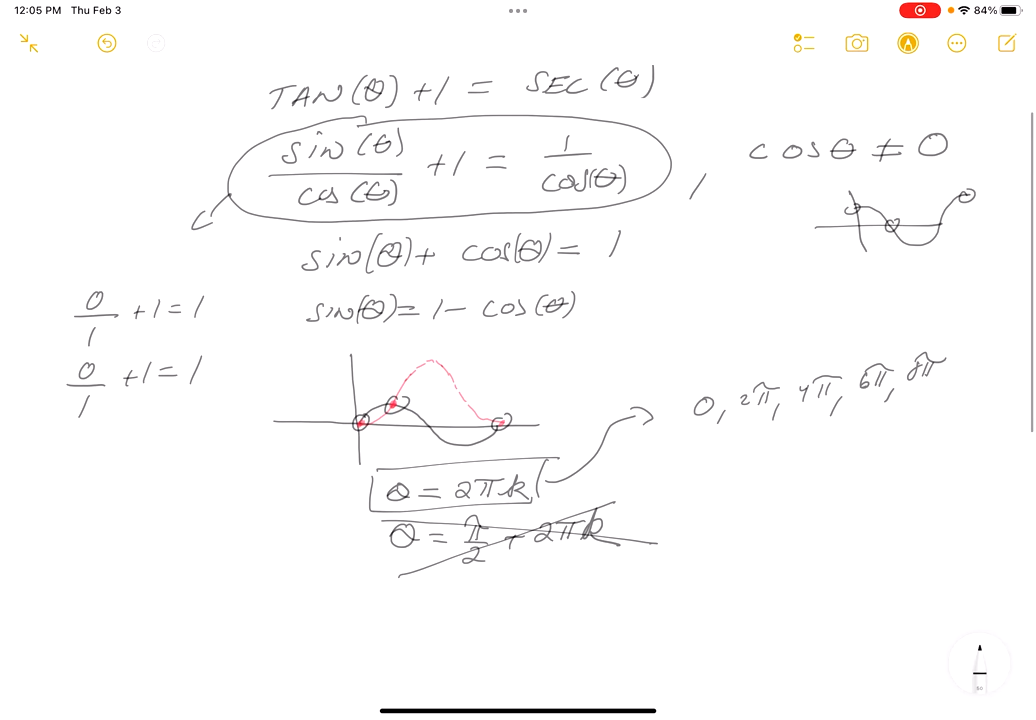 12:05 PM Thu Feb 3
84%
TAN(θ) +1 = SEC(θ)
sin(θ)/cos(θ) +1 = 1/cos(θ)
cosθ ≠ 0
sin(θ)+ cos(θ)= 1
sin(θ)= 1 - cos(θ)
0/1 +1=1
0/1 +1=1
0, 2π, 4π, 6π, 8π
θ = 2πk
θ = π/2 + 2πk